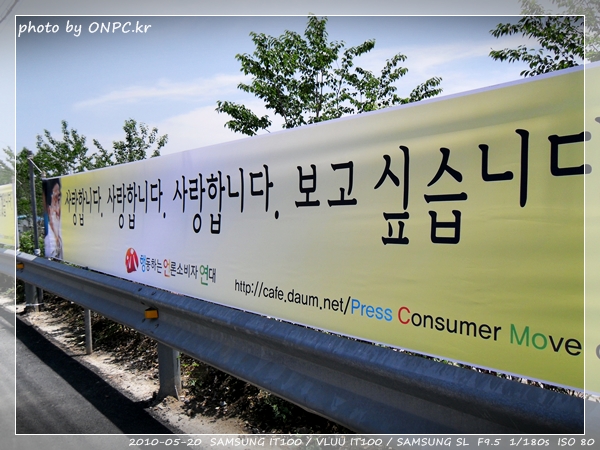 photo by ONPC.kr
사랑합니다. 사랑합니다. 사랑합니다. 보고 싶습니다
행동하는 언론소비자 연대
http://cafe.daum.net/Press Consumer Move
2010-05-20 SAMSUNG IT100 / VLUU IT100 / SAMSUNG SL F9.5 1/180s ISO 80